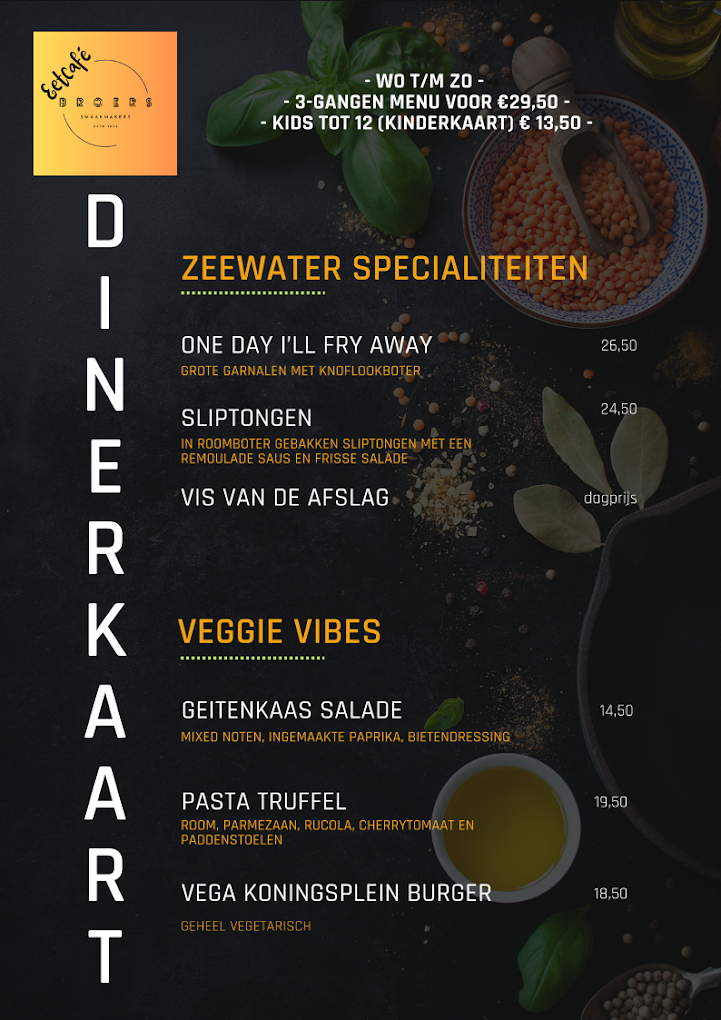 Eetcafé
BROERS
SMAAKMAKERS
- WO T/M ZO -
- 3-GANGEN MENU VOOR €29,50 -
- KIDS TOT 12 (KINDERKAART) € 13,50 -
DINERKAART
ZEEWATER SPECIALITEITEN
ONE DAY I'LL FRY AWAY 26,50
GROTE GARNALEN MET KNOFLOOKBOTER
SLIPTONGEN 24,50
IN ROOMBOTER GEBAKKEN SLIPTONGEN MET EEN
REMOULADE SAUS EN FRISSE SALADE
VIS VAN DE AFSLAG dagprijs
VEGGIE VIBES
GEITENKAAS SALADE 14,50
MIXED NOTEN, INGEMAAKTE PAPRIKA, BIETENDRESSING
PASTA TRUFFEL 19,50
ROOM, PARMEZAAN, RUCOLA, CHERRYTOMAAT EN
PADDENSTOELEN
VEGA KONINGSPLEIN BURGER 18,50
GEHEEL VEGETARISCH